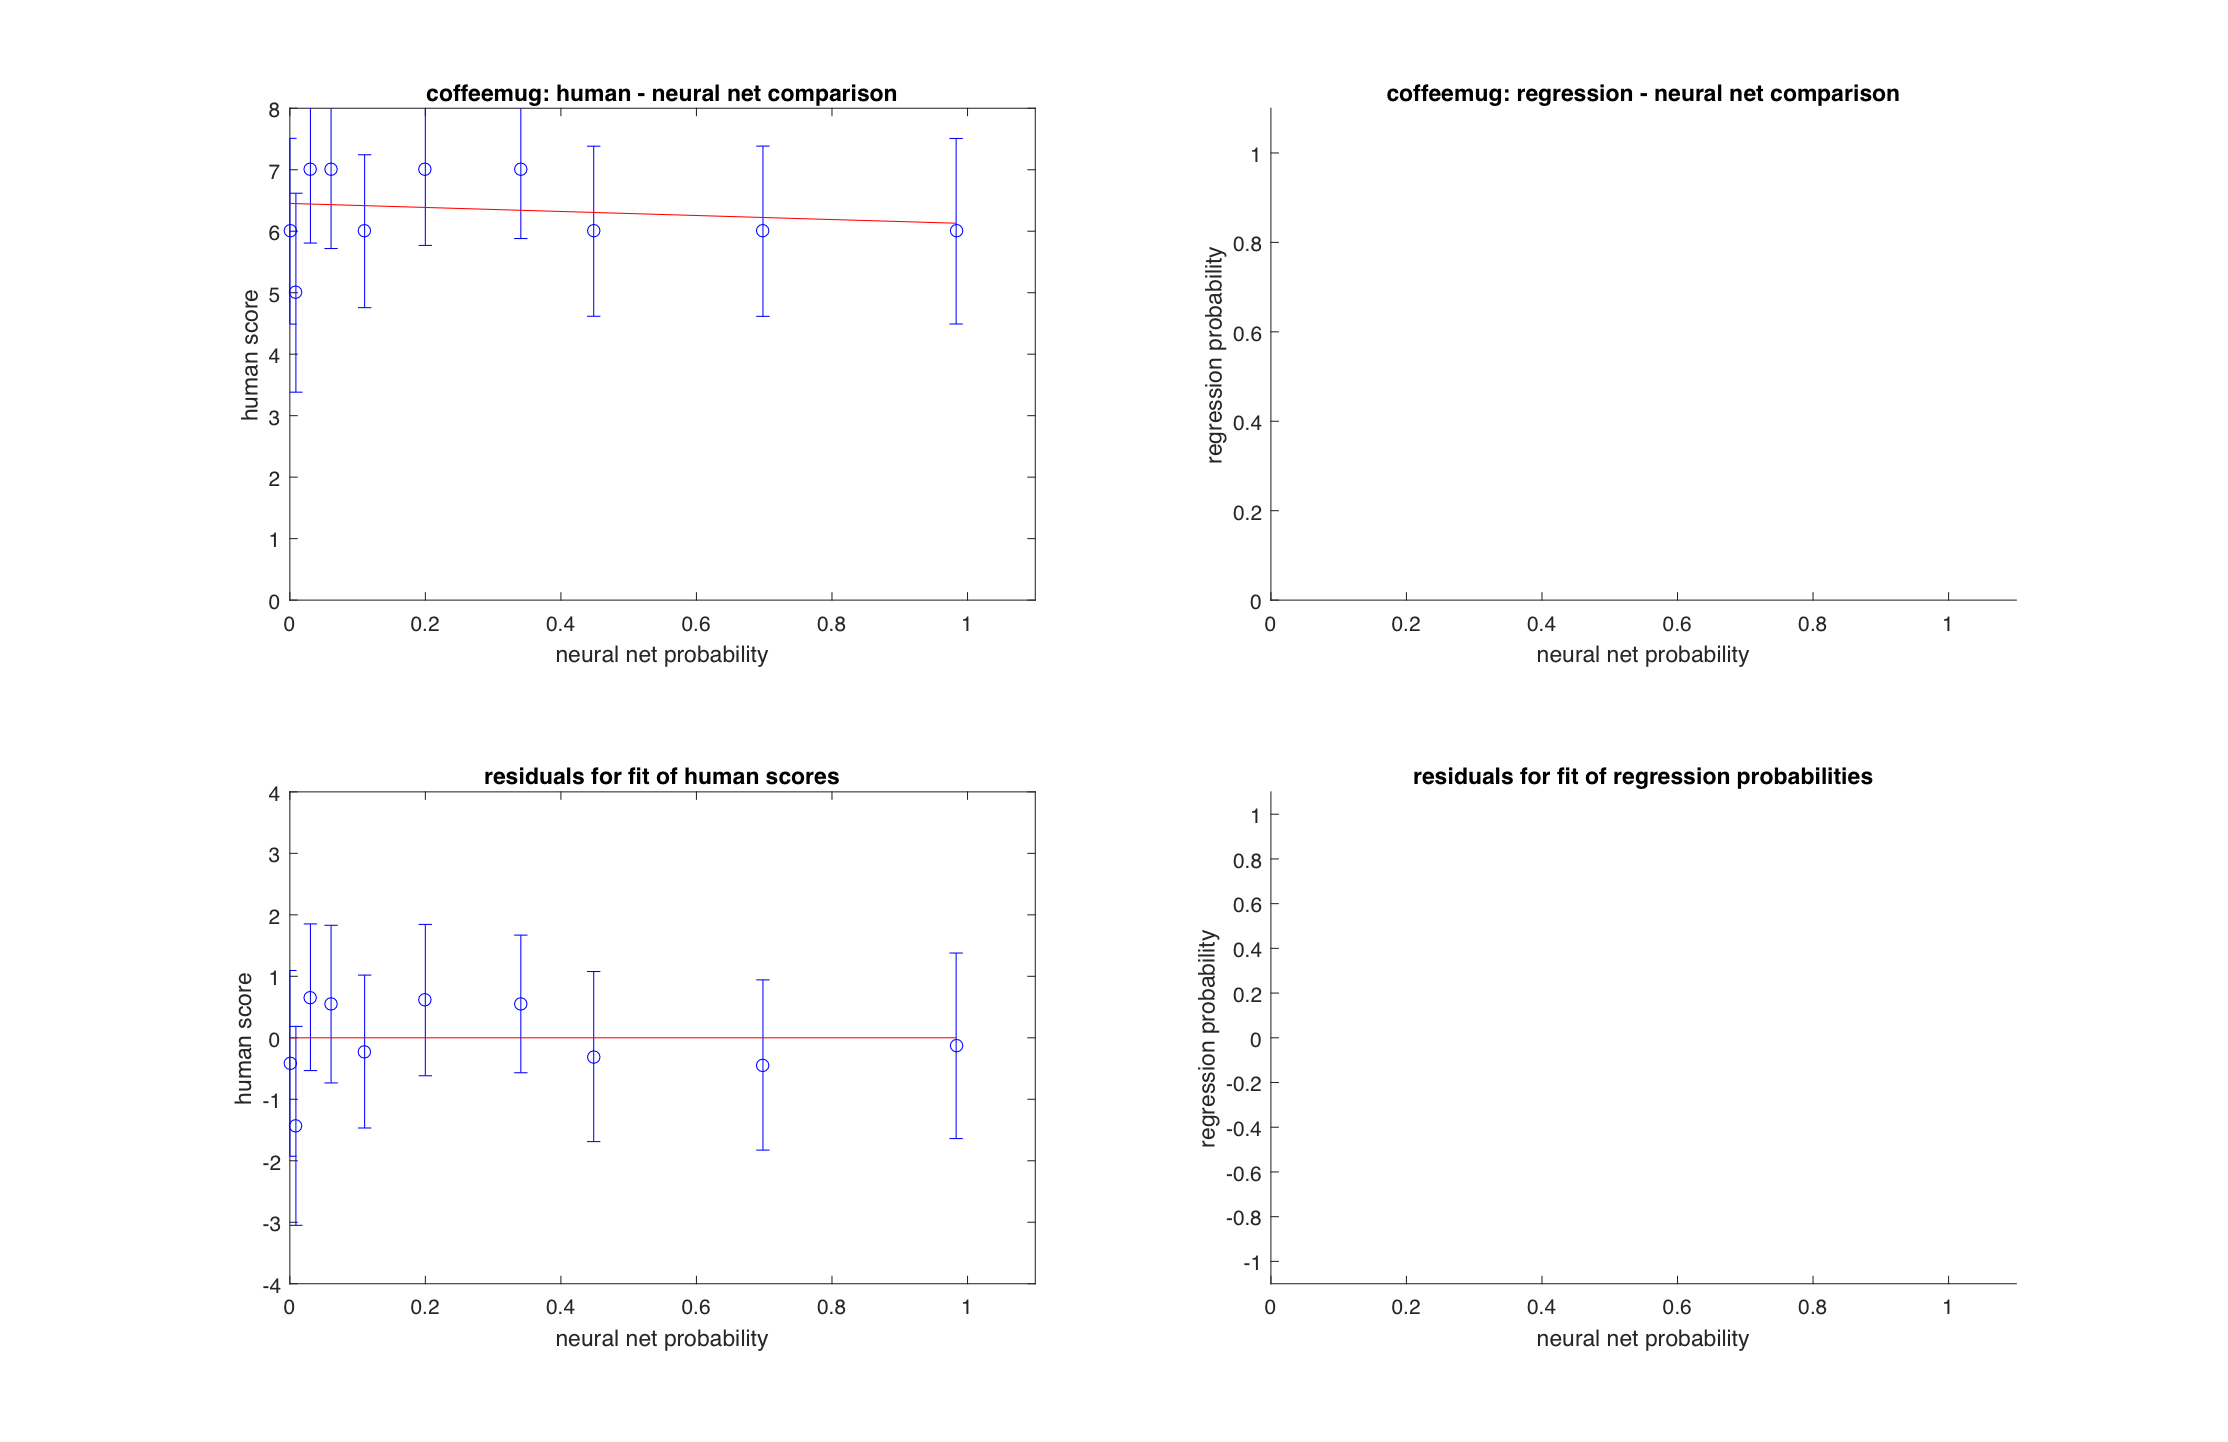 coffeemug: human - neural net comparison
8
7
6
5
4
3
2
1
0
human score
0 0.2 0.4 0.6 0.8 1
neural net probability
coffeemug: regression - neural net comparison
1
0.8
0.6
0.4
0.2
0
regression probability
0 0.2 0.4 0.6 0.8 1
neural net probability
residuals for fit of human scores
4
3
2
1
0
-1
-2
-3
-4
human score
0 0.2 0.4 0.6 0.8 1
neural net probability
residuals for fit of regression probabilities
1
0.8
0.6
0.4
0.2
0
-0.2
-0.4
-0.6
-0.8
-1
regression probability
0 0.2 0.4 0.6 0.8 1
neural net probability